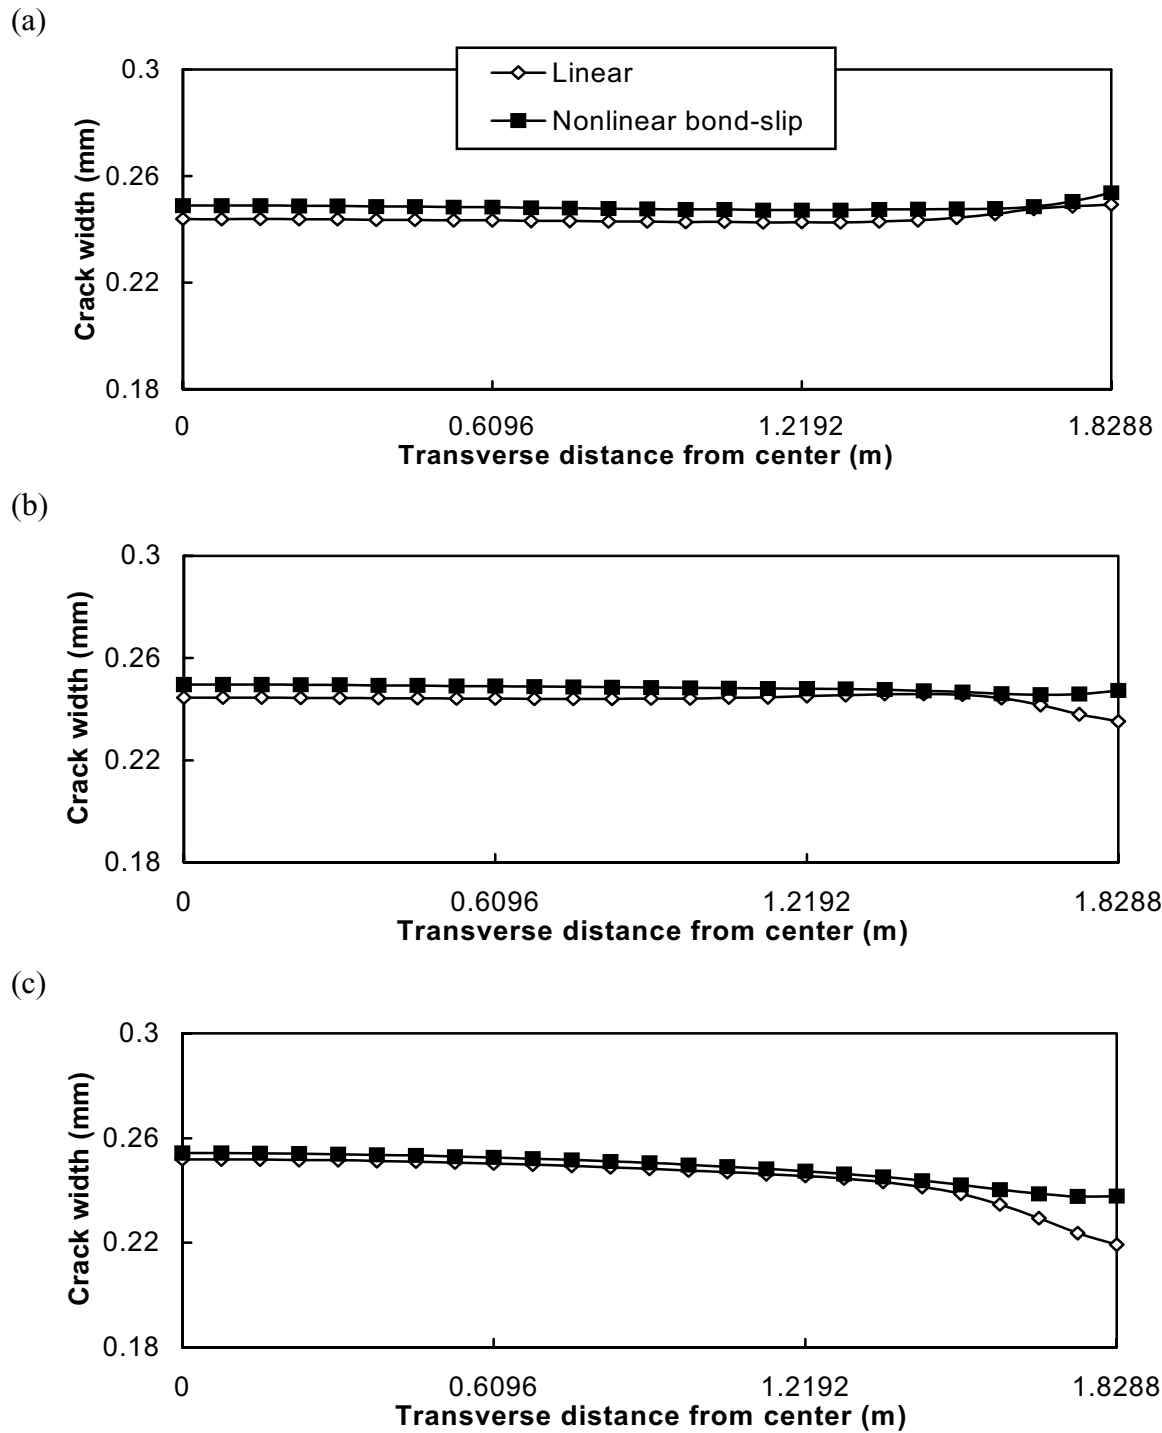 (a)
Linear
Nonlinear bond-slip
0.3
0.26
0.22
0.18
Crack width (mm)
0
0.6096
1.2192
1.8288
Transverse distance from center (m)
(b)
0.3
0.26
0.22
0.18
Crack width (mm)
0
0.6096
1.2192
1.8288
Transverse distance from center (m)
(c)
0.3
0.26
0.22
0.18
Crack width (mm)
0
0.6096
1.2192
1.8288
Transverse distance from center (m)